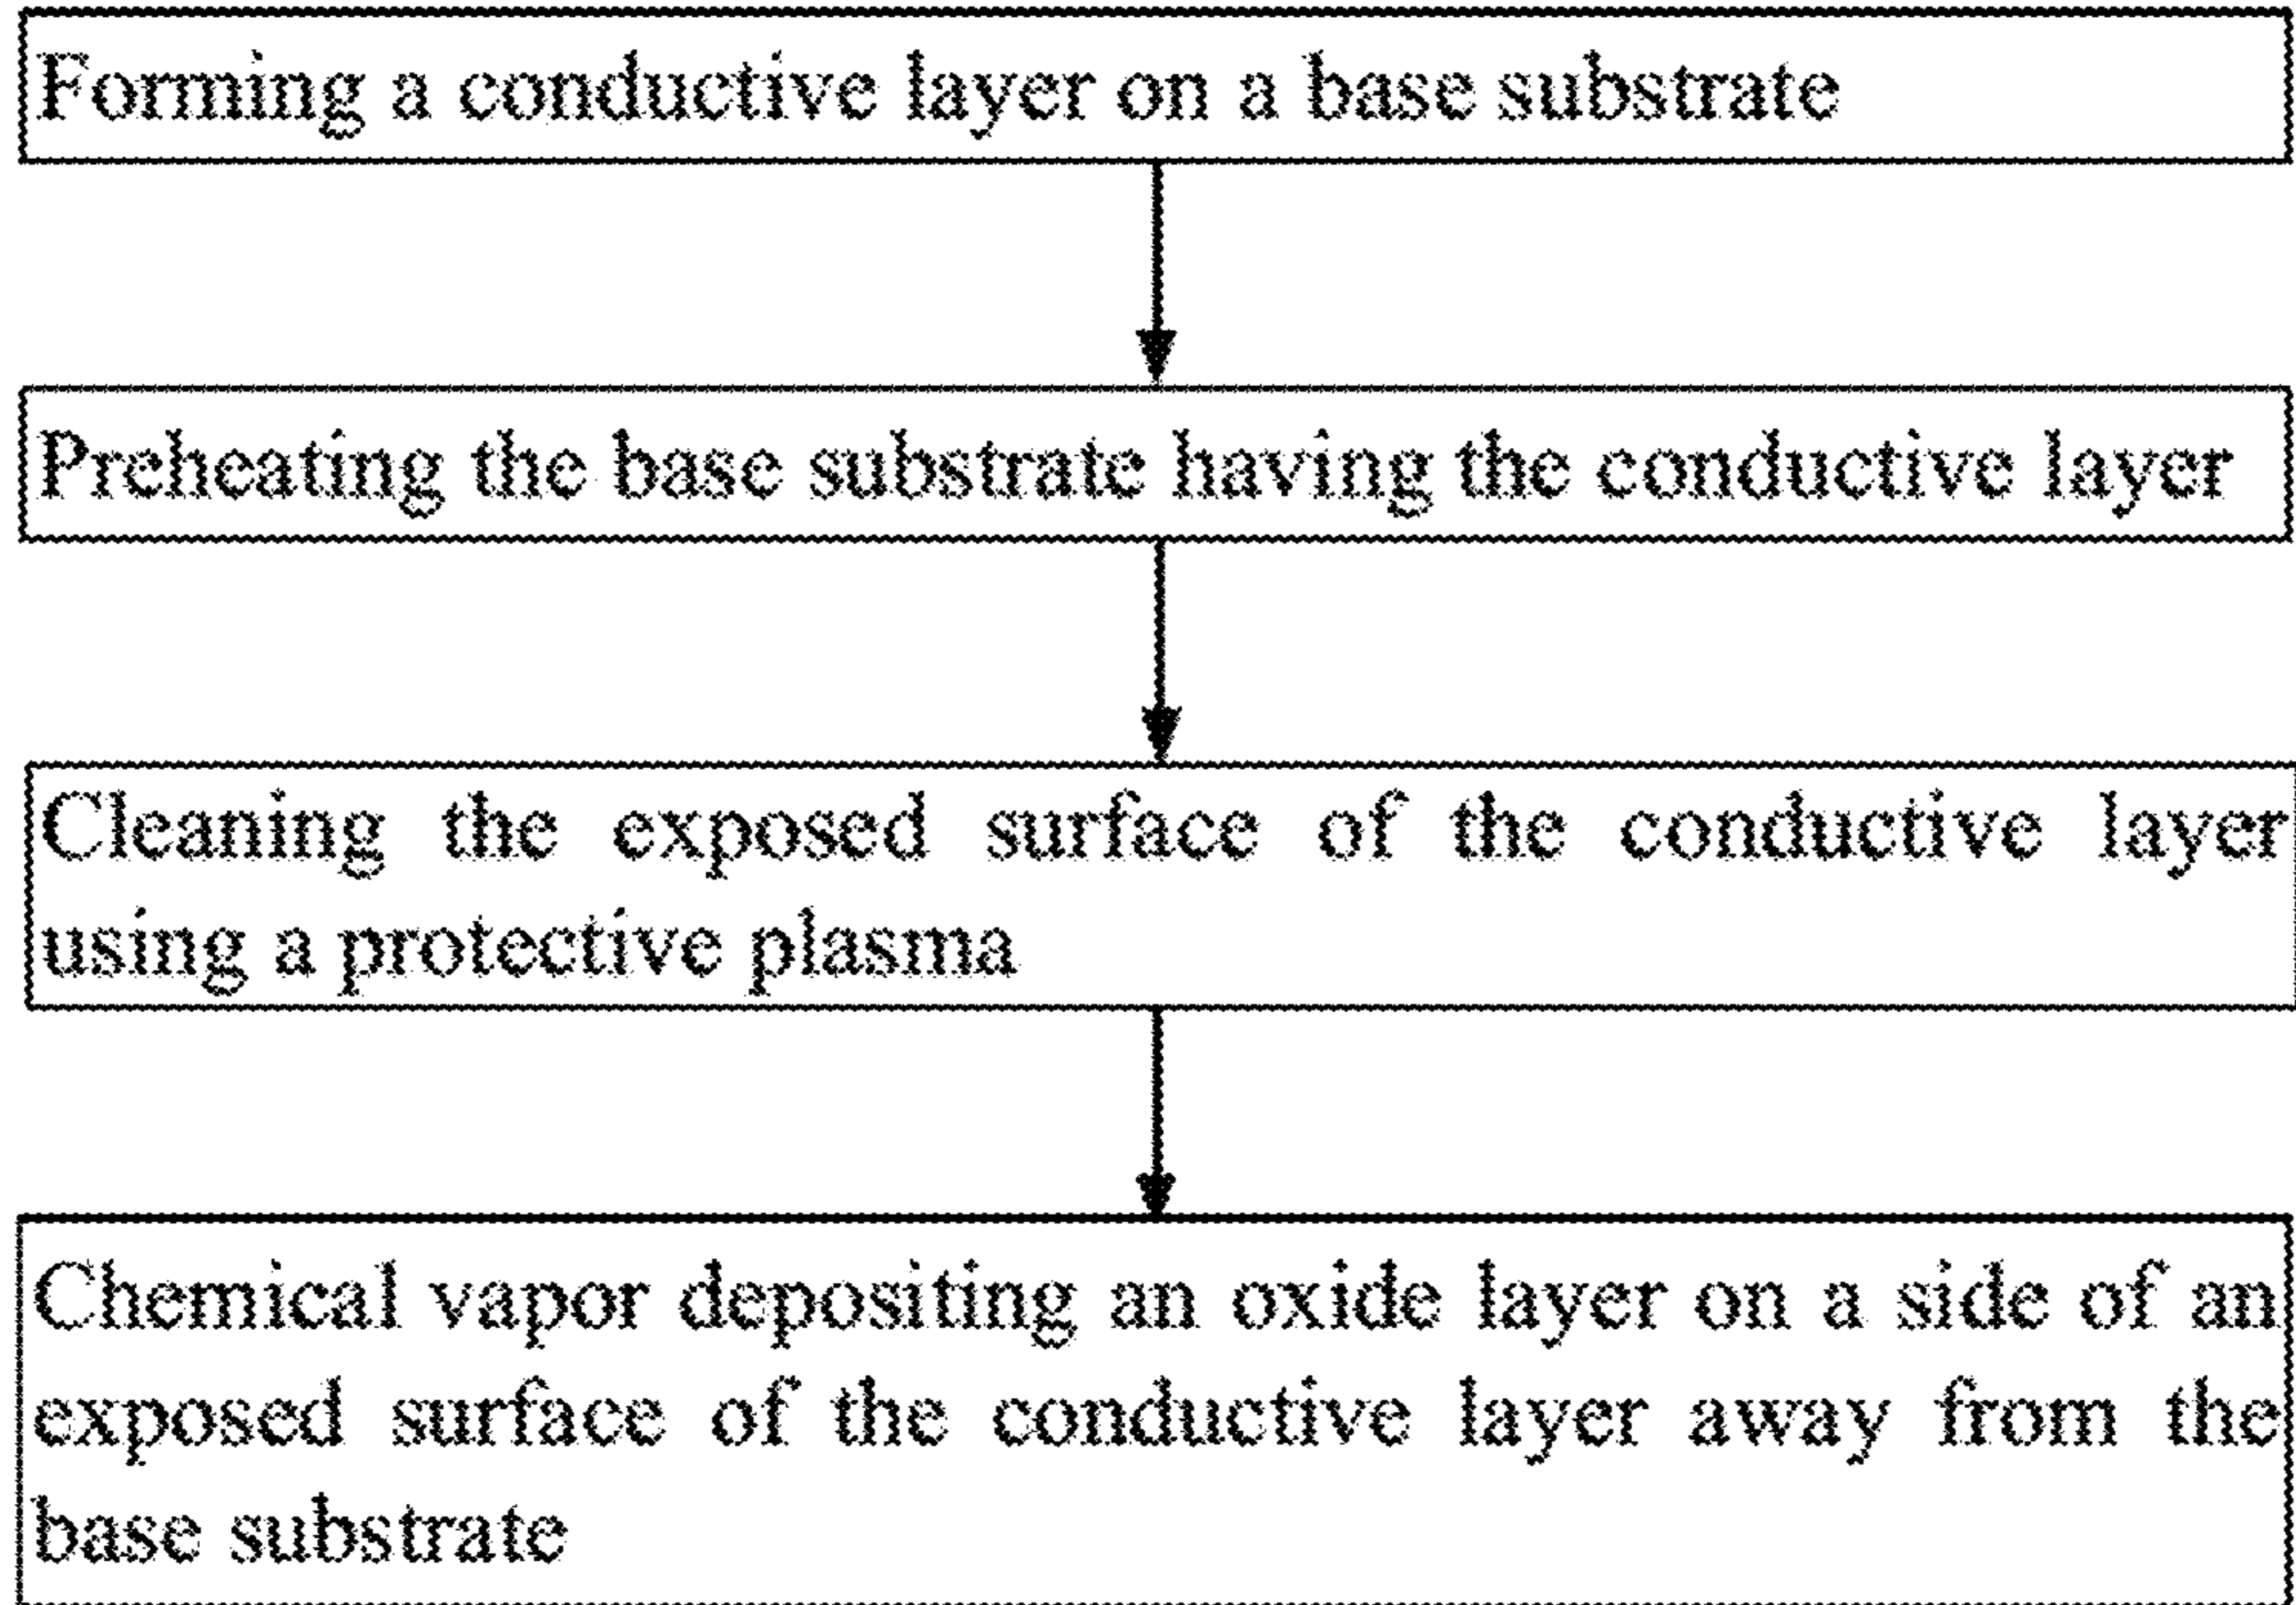 Forming a conductive layer on a base substrate
Preheating the base substrate having the conductive layer
Cleaning the exposed surface of the conductive layer
using a protective plasma
Chemical vapor depositing an oxide layer on a side of an
exposed surface of the conductive layer away from the
base substrate